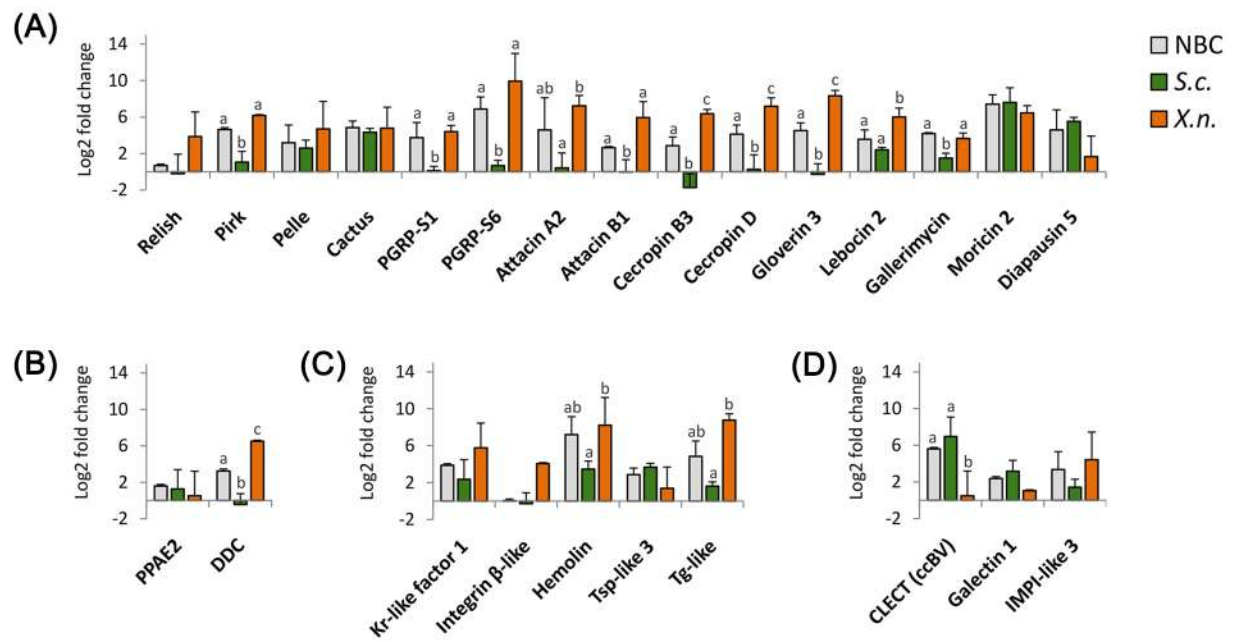 (A)
Log2 fold change
14
10
6
2
-2
a b a
a b a
a b a
ab a b
a b a
a b c
a b c
a b c
a a b
a b a
NBC
S.c.
X.n.
Relish
Pirk
Pelle
Cactus
PGRP-S1
PGRP-S6
Attacin A2
Attacin B1
Cecropin B3
Cecropin D
Gloverin 3
Lebocin 2
Gallerimycin
Moricin 2
Diapausin 5
(B)
Log2 fold change
14
10
6
2
-2
a b c
PPAE2
DDC
(C)
Log2 fold change
14
10
6
2
-2
ab a b
ab a b
Kr-like factor 1
Integrin β-like
Hemolin
Tsp-like 3
Tg-like
(D)
Log2 fold change
14
10
6
2
-2
a a b
CLECT (ccBV)
Galectin 1
IMPI-like 3